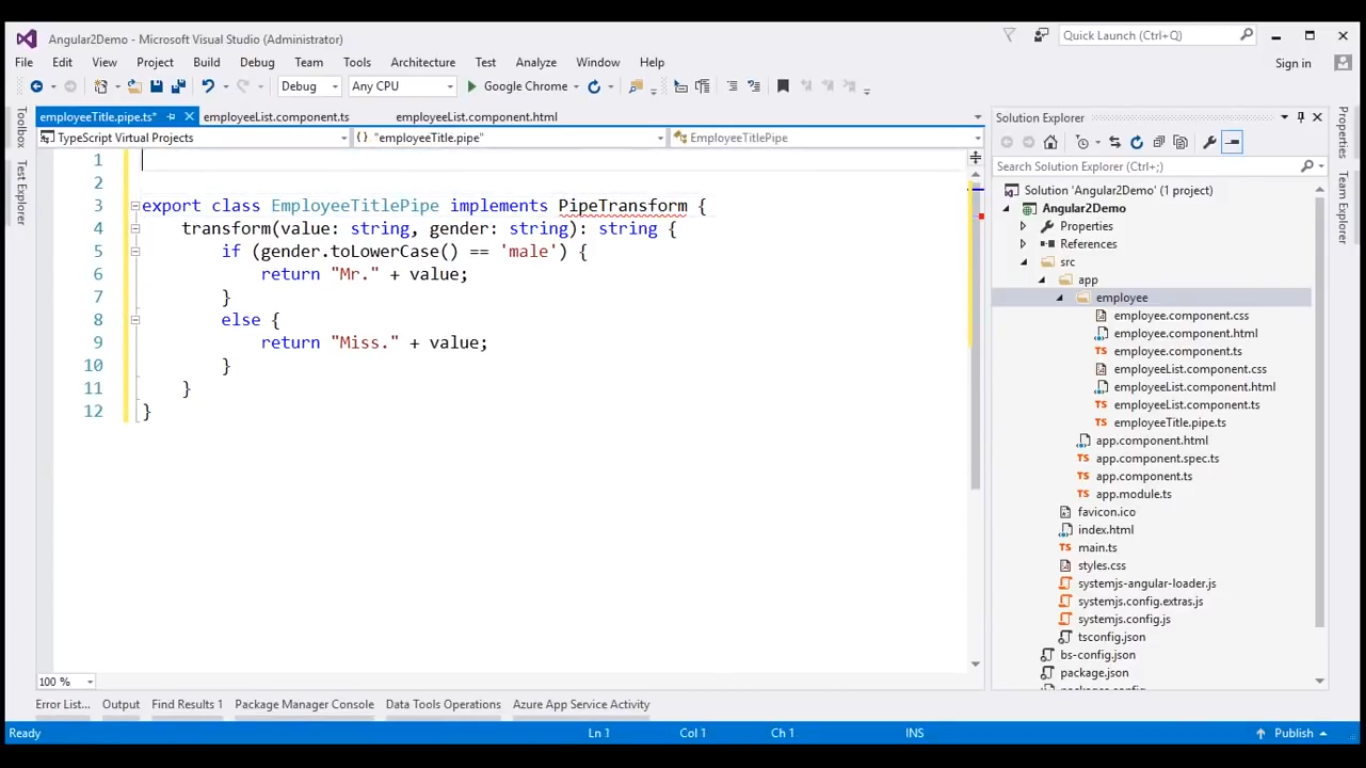 Angular2Demo - Microsoft Visual Studio (Administrator)
Quick Launch (Ctrl+Q)
File Edit View Project Build Debug Team Tools Architecture Test Analyze Window Help
Sign in
Debug Any CPU Google Chrome
Toolbox
Test Explorer
employeeTitle.pipe.ts* employeeList.component.ts employeeList.component.html
TypeScript Virtual Projects {} "employeeTitle.pipe" EmployeeTitlePipe
1
2
3 export class EmployeeTitlePipe implements PipeTransform {
4 transform(value: string, gender: string): string {
5 if (gender.toLowerCase() == 'male') {
6 return "Mr." + value;
7 }
8 else {
9 return "Miss." + value;
10 }
11 }
12 }
100 %
Solution Explorer
Search Solution Explorer (Ctrl+;)
Solution 'Angular2Demo' (1 project)
Angular2Demo
Properties
References
src
app
employee
employee.component.css
employee.component.html
TS employee.component.ts
employeeList.component.css
employeeList.component.html
TS employeeList.component.ts
TS employeeTitle.pipe.ts
app.component.html
TS app.component.spec.ts
TS app.component.ts
TS app.module.ts
favicon.ico
index.html
TS main.ts
styles.css
systemjs-angular-loader.js
systemjs.config.extras.js
systemjs.config.js
tsconfig.json
bs-config.json
package.json
Properties
Team Explorer
Error List... Output Find Results 1 Package Manager Console Data Tools Operations Azure App Service Activity
Ready Ln 1 Col 1 Ch 1 INS Publish